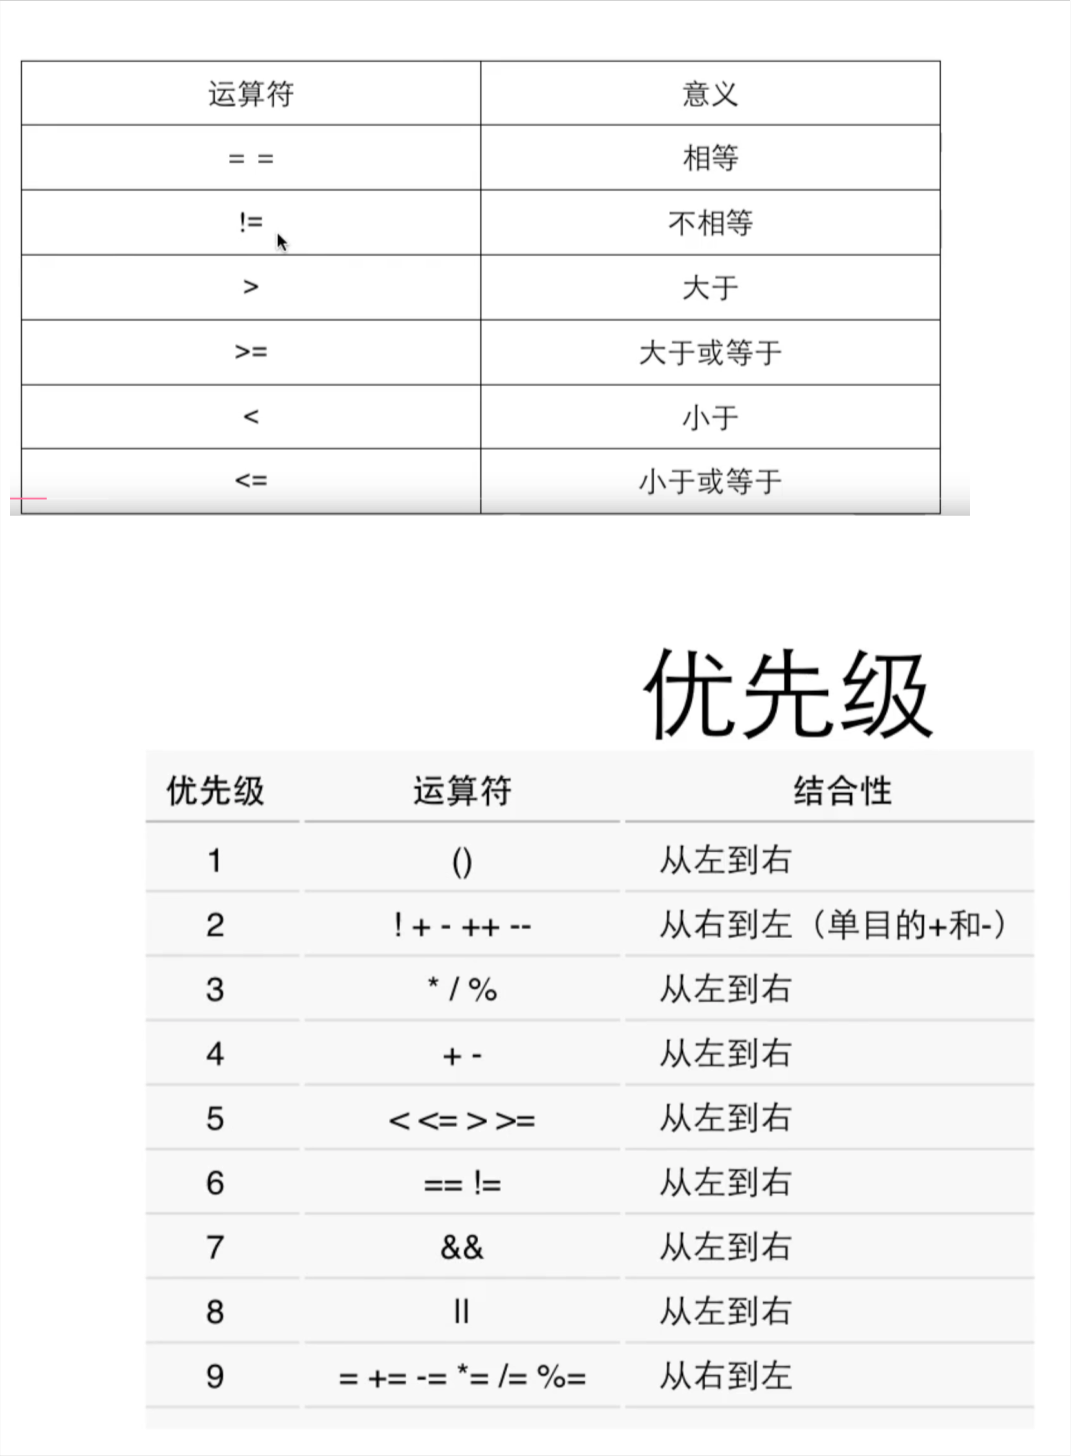 运算符 意义
= = 相等
!= 不相等
> 大于
>= 大于或等于
< 小于
<= 小于或等于
优先级
优先级 运算符 结合性
1 () 从左到右
2 ! + - ++ -- 从右到左（单目的+和-）
3 * / % 从左到右
4 + - 从左到右
5 < <= > >= 从左到右
6 == != 从左到右
7 && 从左到右
8 || 从左到右
9 = += -= *= /= %= 从右到左